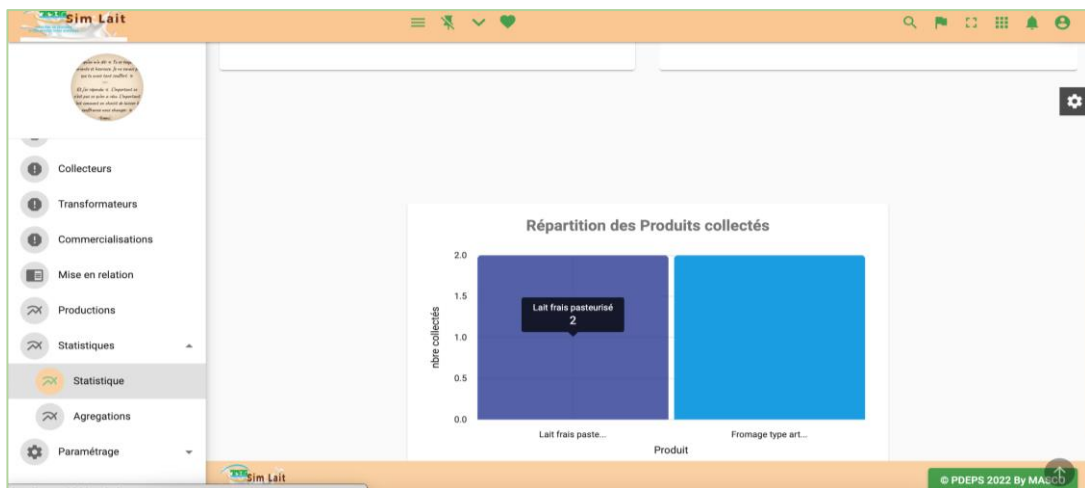 Sim Lait
Collecteurs
Transformateurs
Commercialisations
Mise en relation
Productions
Statistiques
Statistique
Agregations
Paramétrage
Répartition des Produits collectés
2.0
1.5
1.0
0.5
0.0
nbre collectés
Lait frais pasteurisé
2
Lait frais paste...
Fromage type art...
Produit
Sim Lait
© PDEPS 2022 By MASCO